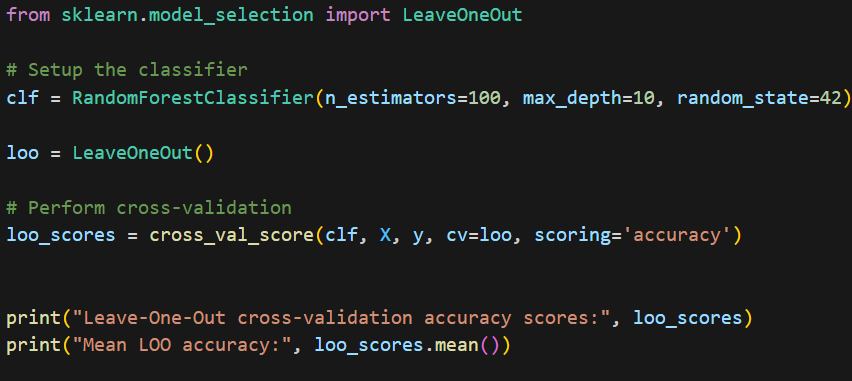 from sklearn.model_selection import LeaveOneOut
# Setup the classifier
clf = RandomForestClassifier(n_estimators=100, max_depth=10, random_state=42)
loo = LeaveOneOut()
# Perform cross-validation
loo_scores = cross_val_score(clf, X, y, cv=loo, scoring='accuracy')
print("Leave-One-Out cross-validation accuracy scores:", loo_scores)
print("Mean LOO accuracy:", loo_scores.mean())